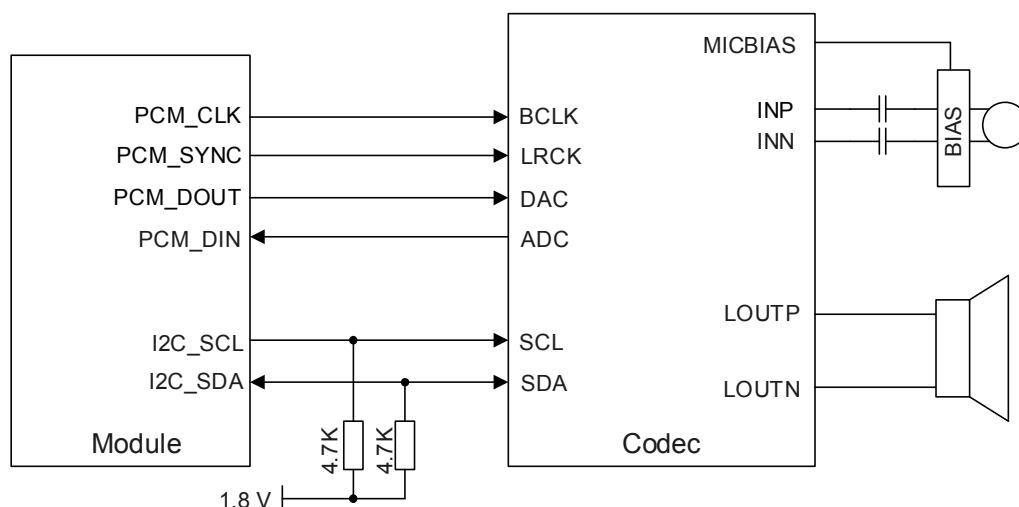 MICBIAS
PCM_CLK
BCLK
INP
PCM_SYNC
LRCK
INN
BIAS
PCM_DOUT
DAC
PCM_DIN
ADC
LOUTP
I2C_SCL
SCL
I2C_SDA
SDA
LOUTN
Module
4.7K
4.7K
Codec
1.8 V